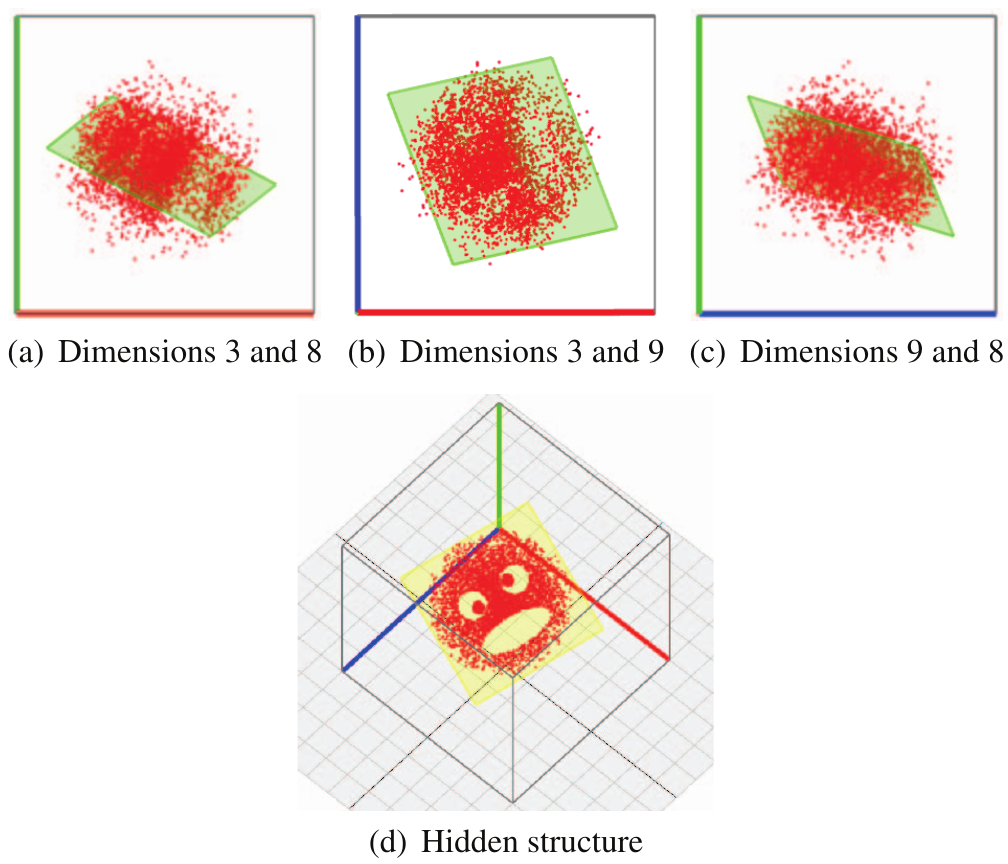 (a) Dimensions 3 and 8 (b) Dimensions 3 and 9 (c) Dimensions 9 and 8
(d) Hidden structure